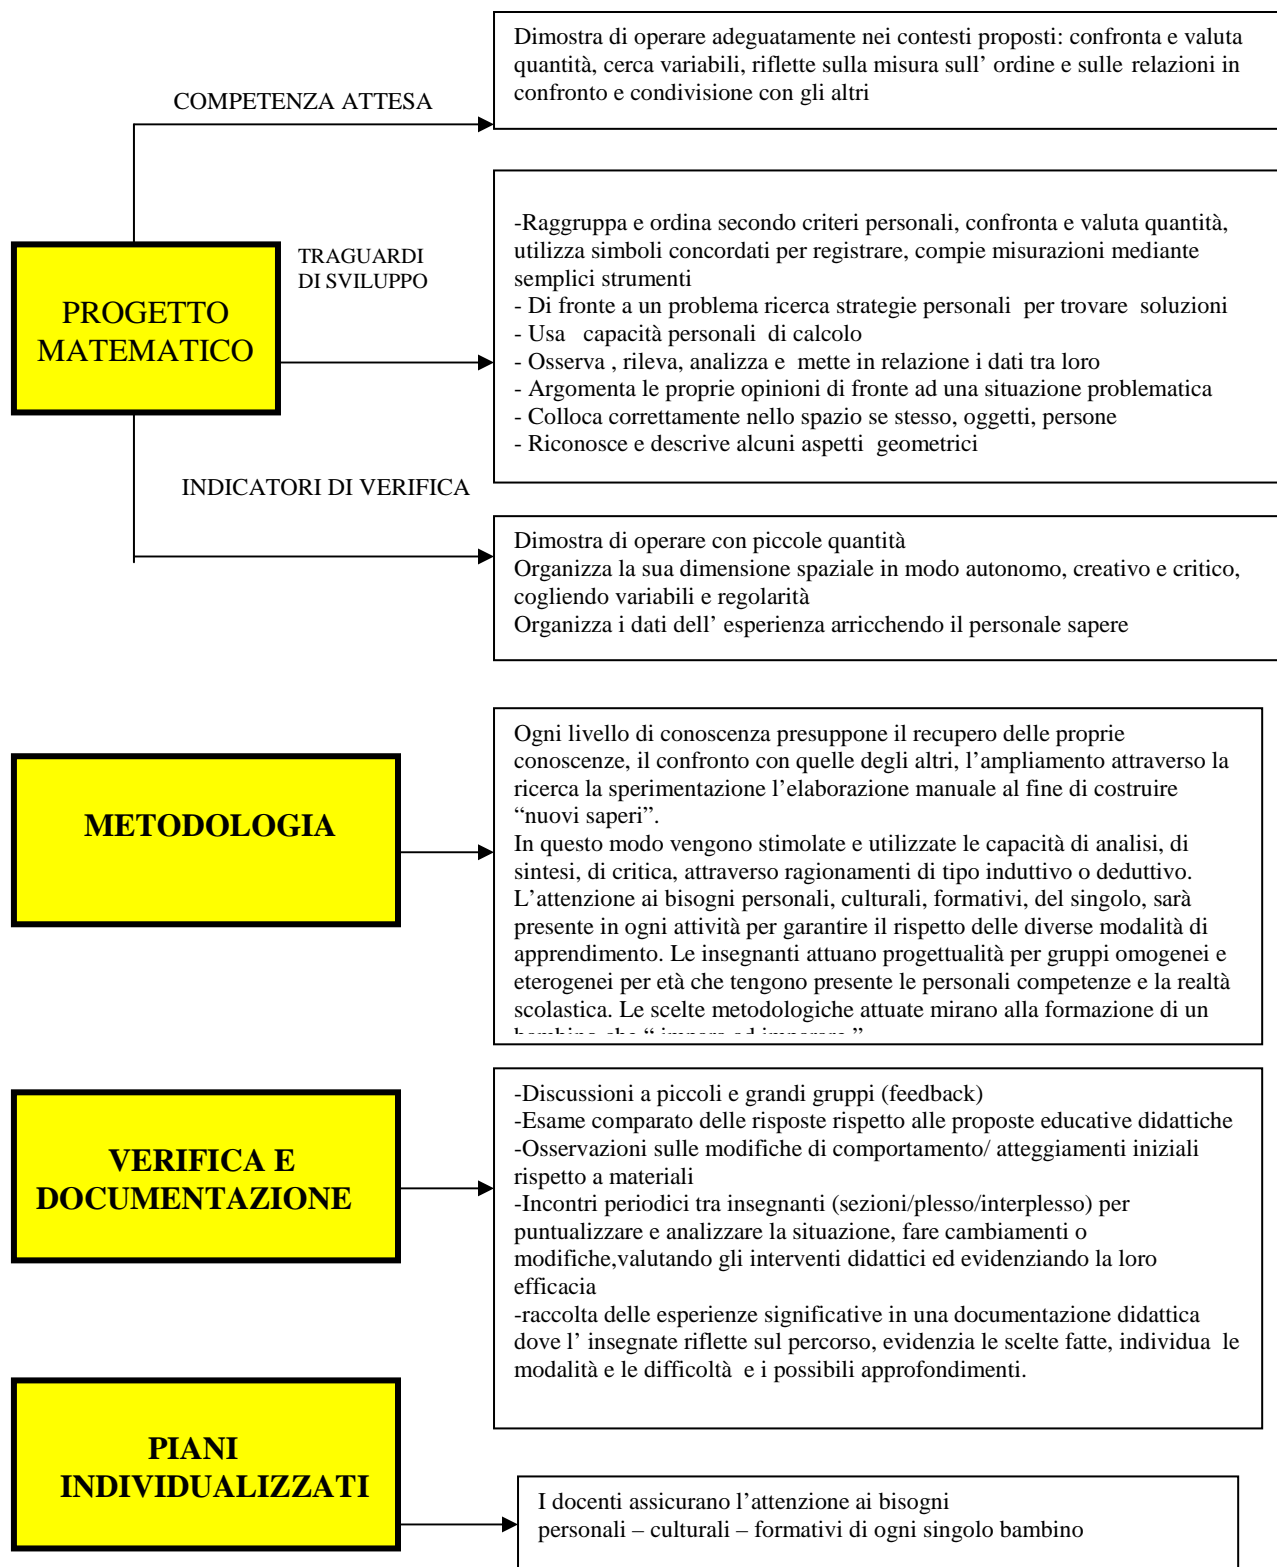 COMPETENZA ATTESA
Dimostra di operare adeguatamente nei contesti proposti: confronta e valuta
quantità, cerca variabili, riflette sulla misura sull’ ordine e sulle relazioni in
confronto e condivisione con gli altri
PROGETTO
MATEMATICO
TRAGUARDI
DI SVILUPPO
-Raggruppa e ordina secondo criteri personali, confronta e valuta quantità,
utilizza simboli concordati per registrare, compie misurazioni mediante
semplici strumenti
- Di fronte a un problema ricerca strategie personali per trovare soluzioni
- Usa capacità personali di calcolo
- Osserva , rileva, analizza e mette in relazione i dati tra loro
- Argomenta le proprie opinioni di fronte ad una situazione problematica
- Colloca correttamente nello spazio se stesso, oggetti, persone
- Riconosce e descrive alcuni aspetti geometrici
INDICATORI DI VERIFICA
Dimostra di operare con piccole quantità
Organizza la sua dimensione spaziale in modo autonomo, creativo e critico,
cogliendo variabili e regolarità
Organizza i dati dell’ esperienza arricchendo il personale sapere
METODOLOGIA
Ogni livello di conoscenza presuppone il recupero delle proprie
conoscenze, il confronto con quelle degli altri, l’ampliamento attraverso la
ricerca la sperimentazione l’elaborazione manuale al fine di costruire
“nuovi saperi”.
In questo modo vengono stimolate e utilizzate le capacità di analisi, di
sintesi, di critica, attraverso ragionamenti di tipo induttivo o deduttivo.
L’attenzione ai bisogni personali, culturali, formativi, del singolo, sarà
presente in ogni attività per garantire il rispetto delle diverse modalità di
apprendimento. Le insegnanti attuano progettualità per gruppi omogenei e
eterogenei per età che tengono presente le personali competenze e la realtà
scolastica. Le scelte metodologiche attuate mirano alla formazione di un
bambino che “ impara ad imparare ”
VERIFICA E
DOCUMENTAZIONE
-Discussioni a piccoli e grandi gruppi (feedback)
-Esame comparato delle risposte rispetto alle proposte educative didattiche
-Osservazioni sulle modifiche di comportamento/ atteggiamenti iniziali
rispetto a materiali
-Incontri periodici tra insegnanti (sezioni/plesso/interplesso) per
puntualizzare e analizzare la situazione, fare cambiamenti o
modifiche,valutando gli interventi didattici ed evidenziando la loro
efficacia
-raccolta delle esperienze significative in una documentazione didattica
dove l’ insegnate riflette sul percorso, evidenzia le scelte fatte, individua le
modalità e le difficoltà e i possibili approfondimenti.
PIANI
INDIVIDUALIZZATI
I docenti assicurano l’attenzione ai bisogni
personali – culturali – formativi di ogni singolo bambino